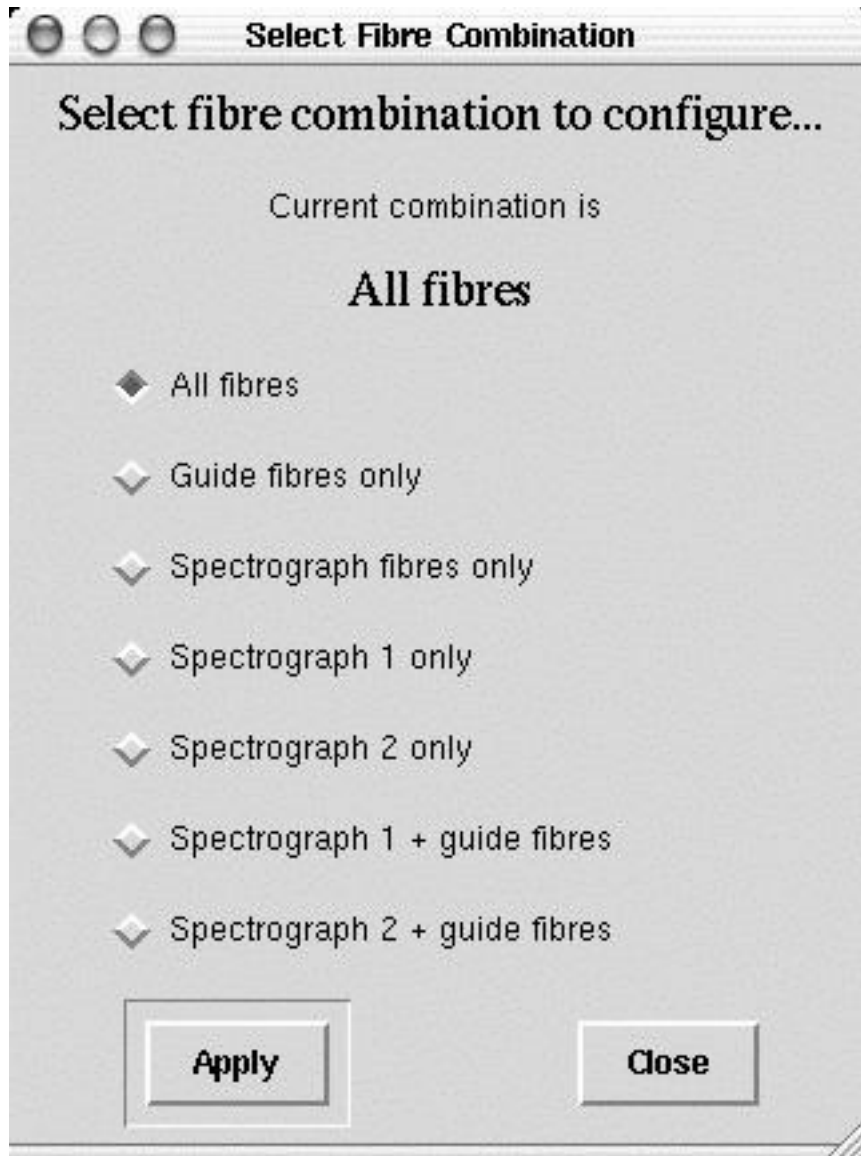 Select Fibre Combination
Select fibre combination to configure...
Current combination is
All fibres
All fibres
Guide fibres only
Spectrograph fibres only
Spectrograph 1 only
Spectrograph 2 only
Spectrograph 1 + guide fibres
Spectrograph 2 + guide fibres
Apply
Close